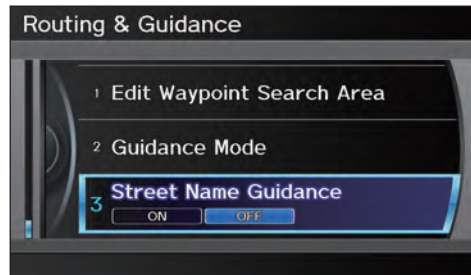 Routing & Guidance
1 Edit Waypoint Search Area
2 Guidance Mode
3 Street Name Guidance
ON OFF